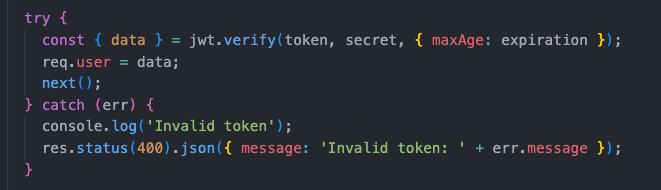 try {
const { data } = jwt.verify(token, secret, { maxAge: expiration });
req.user = data;
next();
} catch (err) {
console.log('Invalid token');
res.status(400).json({ message: 'Invalid token: ' + err.message });
}